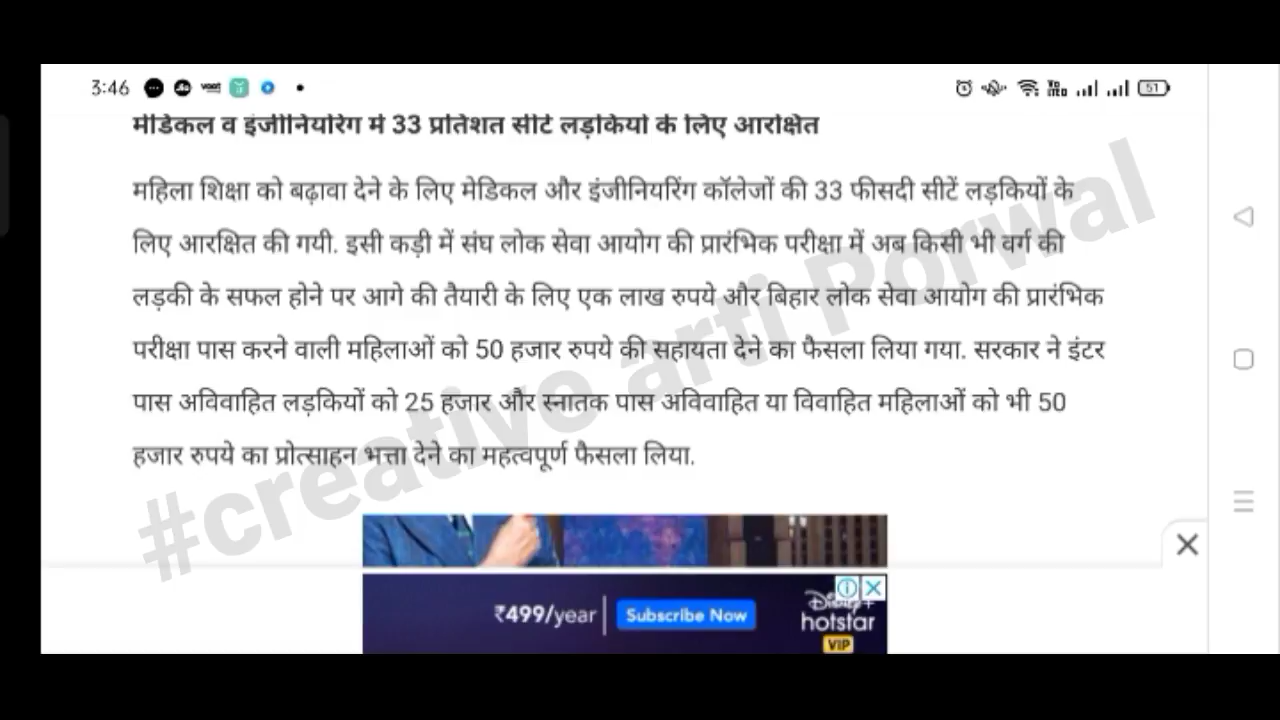 3:46
51
मेडिकल व इंजीनियरिंग में 33 प्रतिशत सीटें लड़कियों के लिए आरक्षित
महिला शिक्षा को बढ़ावा देने के लिए मेडिकल और इंजीनियरिंग कॉलेजों की 33 फीसदी सीटें लड़कियों के
लिए आरक्षित की गयी. इसी कड़ी में संघ लोक सेवा आयोग की प्रारंभिक परीक्षा में अब किसी भी वर्ग की
लड़की के सफल होने पर आगे की तैयारी के लिए एक लाख रुपये और बिहार लोक सेवा आयोग की प्रारंभिक
परीक्षा पास करने वाली महिलाओं को 50 हजार रुपये की सहायता देने का फैसला लिया गया. सरकार ने इंटर
पास अविवाहित लड़कियों को 25 हजार और स्नातक पास अविवाहित या विवाहित महिलाओं को भी 50
हजार रुपये का प्रोत्साहन भत्ता देने का महत्वपूर्ण फैसला लिया.
#creative arti Porwal
₹499/year
Subscribe Now
Disney+
hotstar
VIP